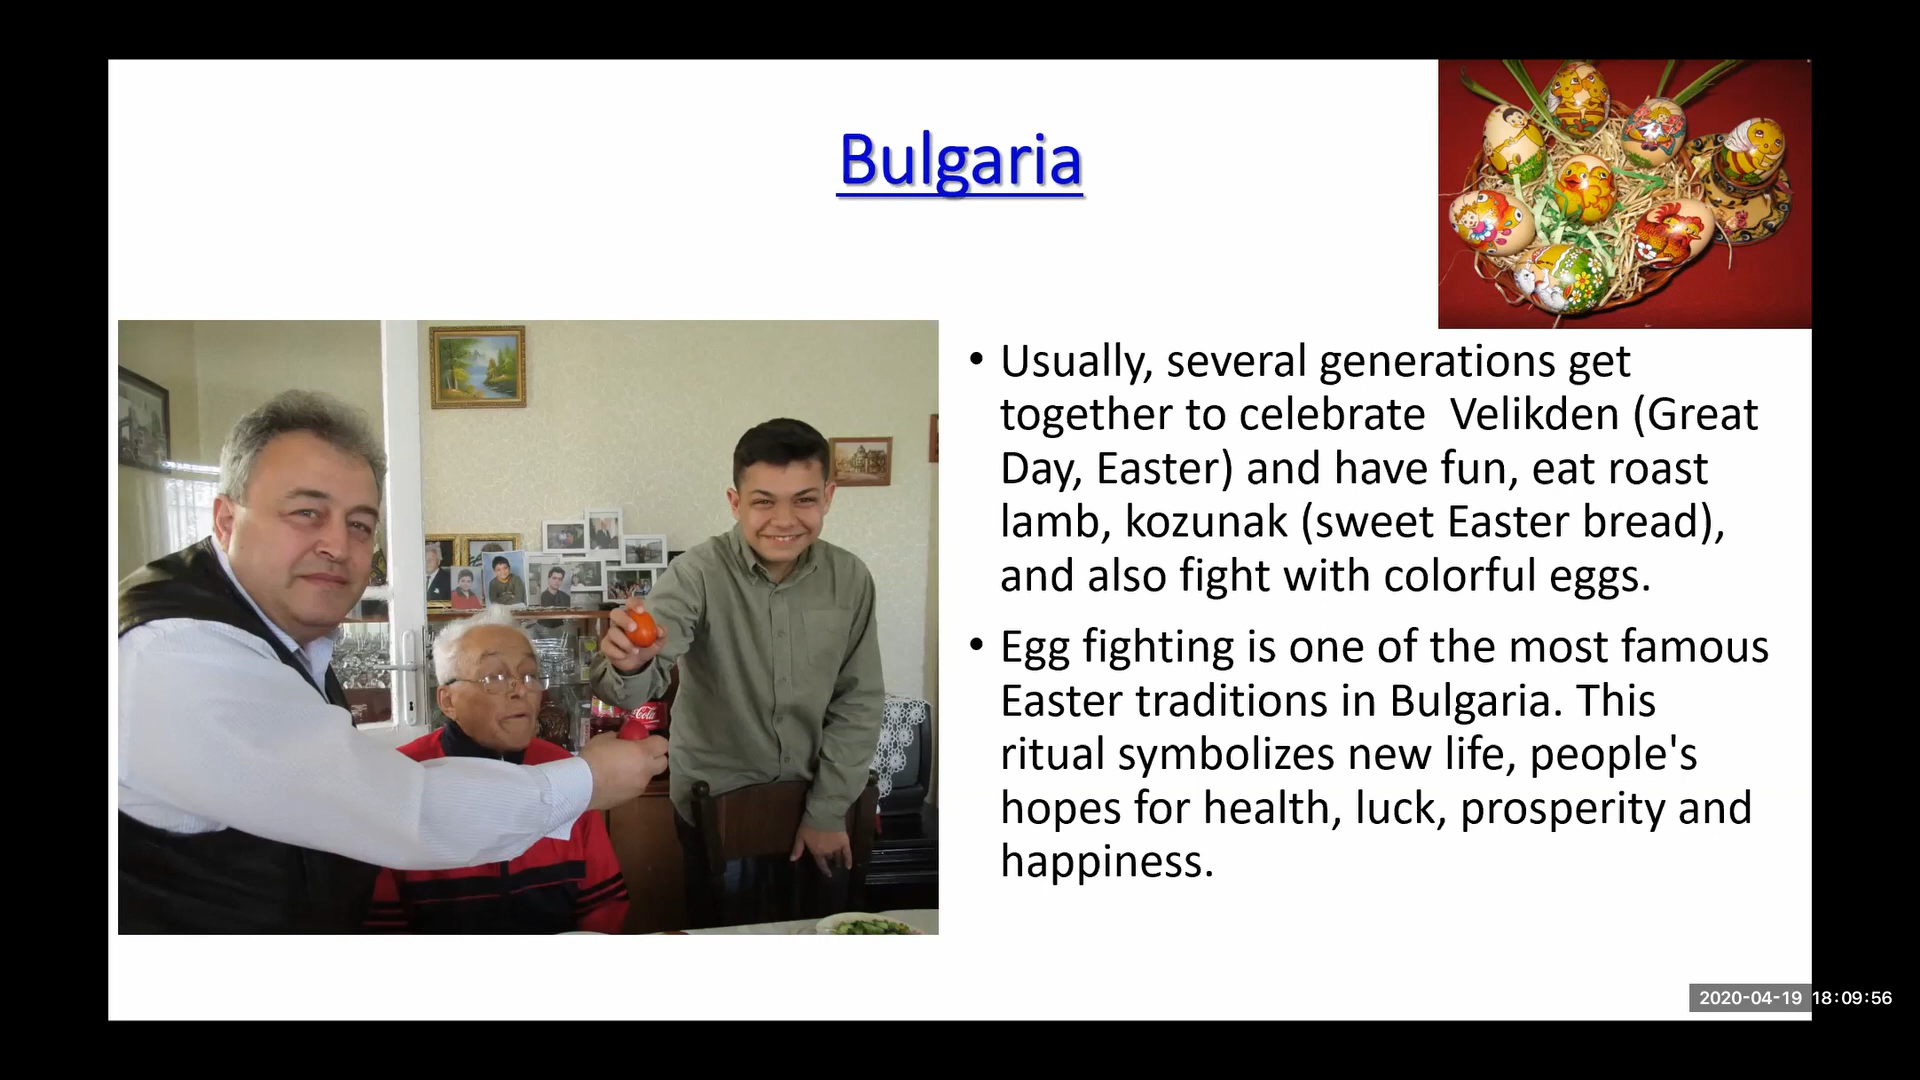 Bulgaria
• Usually, several generations get
together to celebrate  Velikden (Great
Day, Easter) and have fun, eat roast
lamb, kozunak (sweet Easter bread),
and also fight with colorful eggs.
• Egg fighting is one of the most famous
Easter traditions in Bulgaria. This
ritual symbolizes new life, people's
hopes for health, luck, prosperity and
happiness.
Cola
2020-04-19 18:09:56